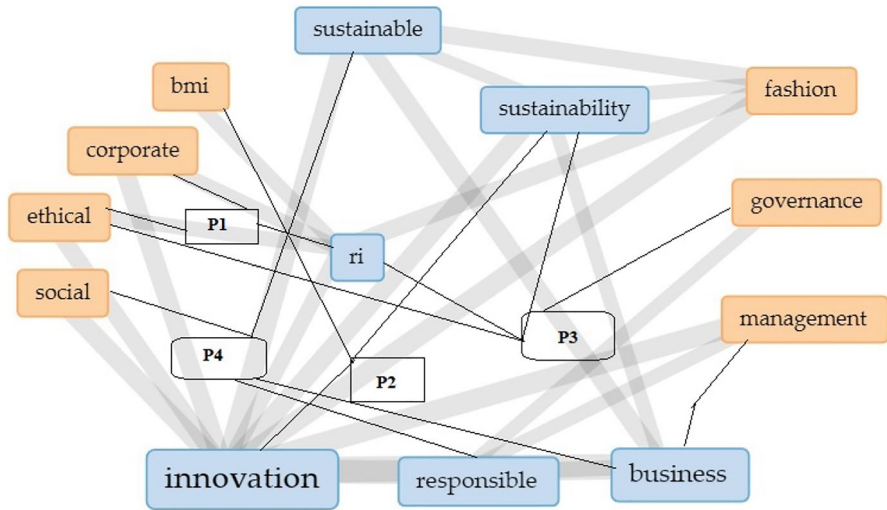 sustainable
bmi
fashion
sustainability
corporate
ethical
P1
governance
ri
social
management
P4
P3
P2
innovation
responsible
business